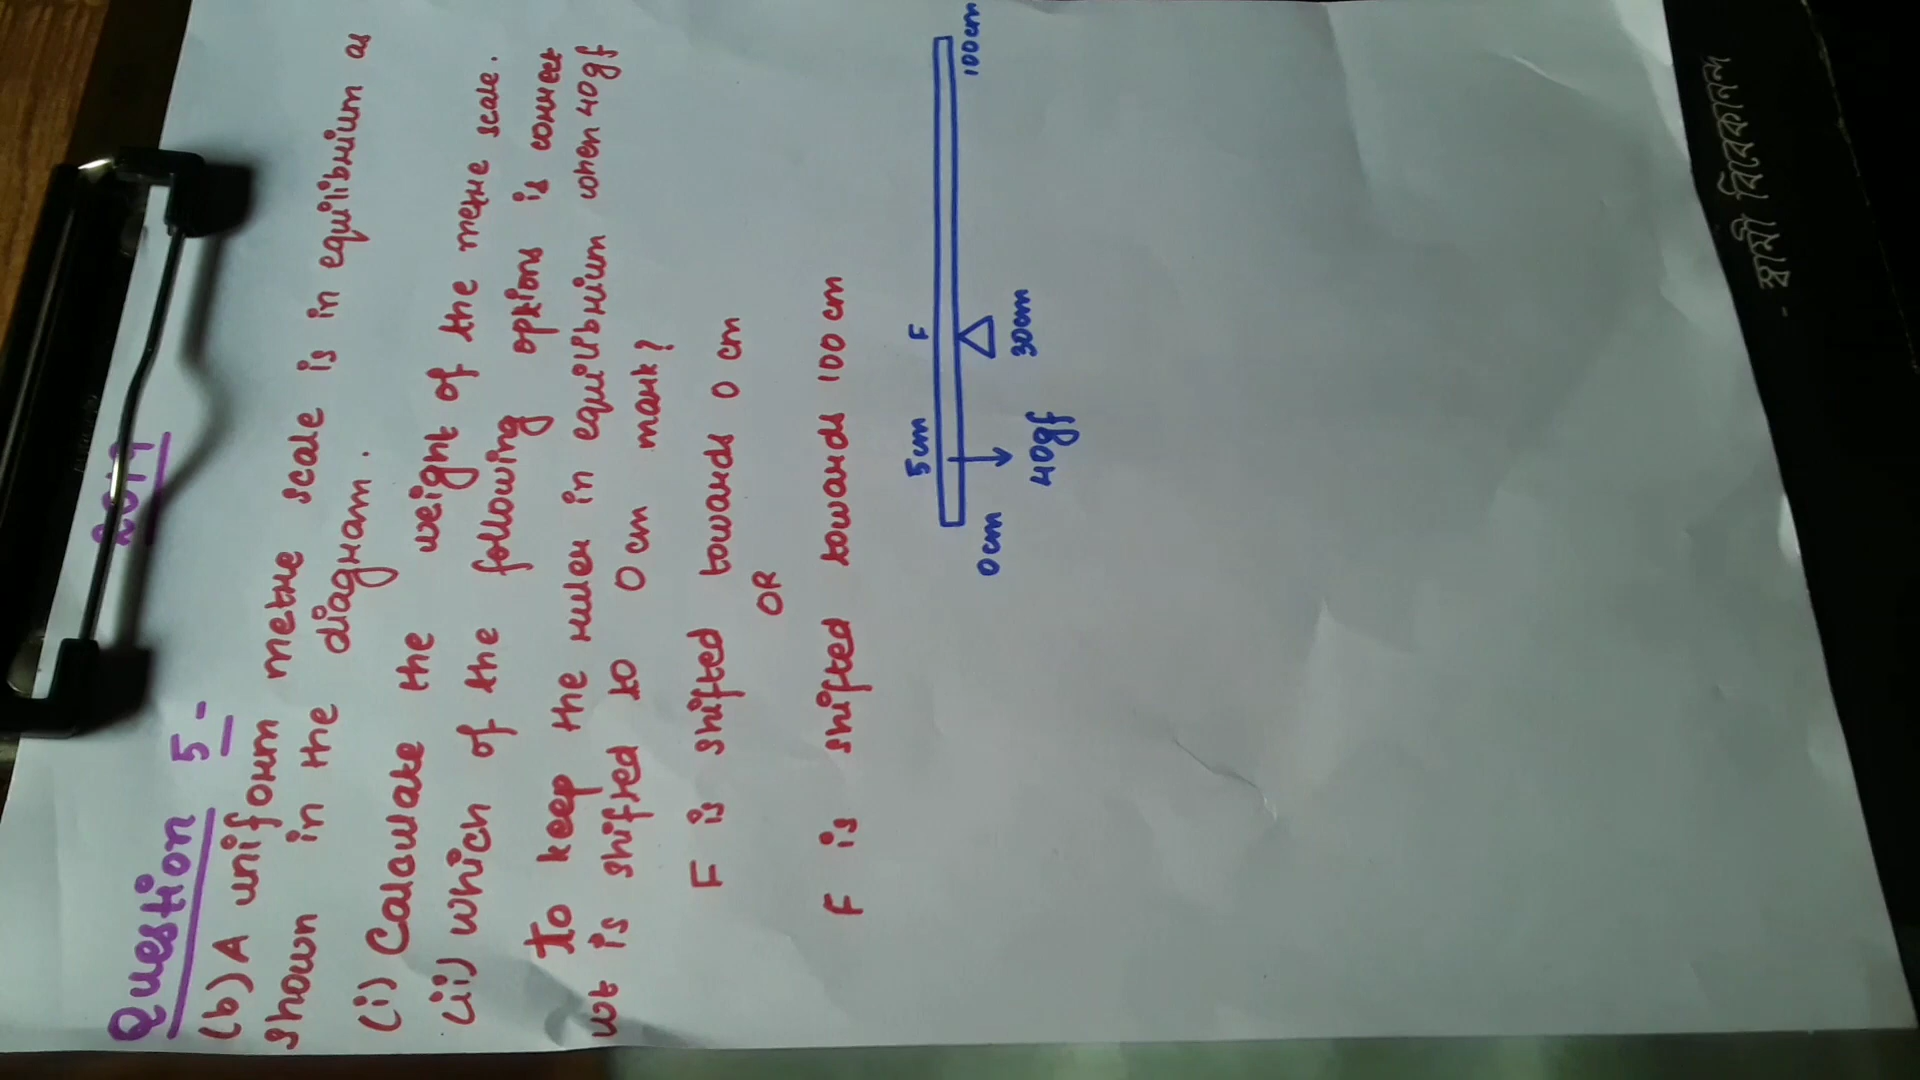 2019
Question 5-
(b) A uniform metre scale is in equilibrium as
shown in the diagram.
(i) Calculate the weight of the metre scale.
(ii) which of the following options is correct
to keep the ruler in equilibrium when 40gf
wt is shifted to 0 cm mark?
F is shifted towards 0 cm
OR
F is shifted towards 100 cm
5cm F
0cm 100cm
40gf 30cm